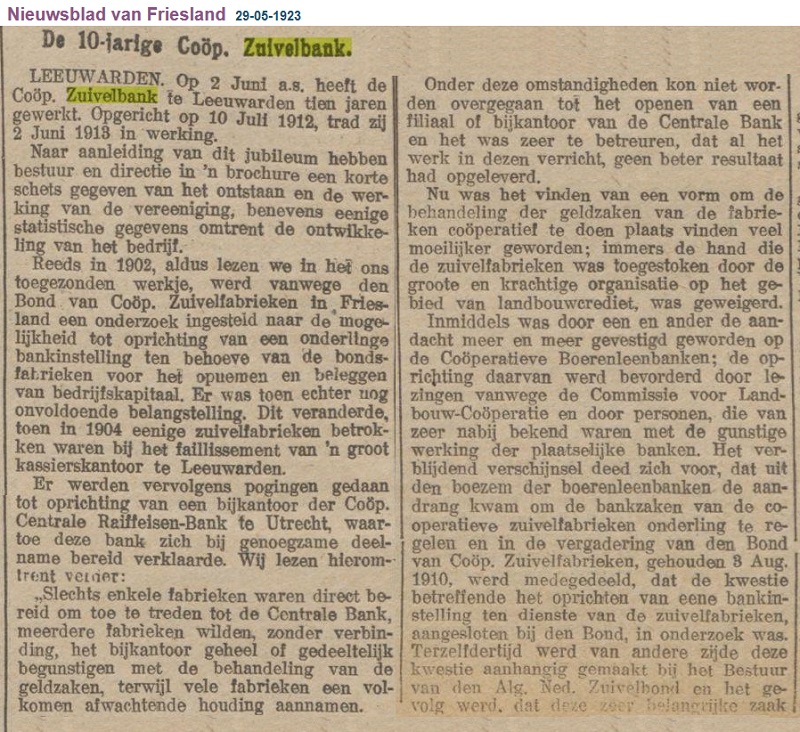 Nieuwsblad van Friesland 29-05-1923
De 10-jarige Coöp. Zuivelbank.
LEEUWARDEN. Op 2 Juni a.s. heeft de
Coöp. Zuivelbank te Leeuwarden tien jaren
gewerkt. Opgericht op 10 Juli 1912, trad zij
2 Juni 1913 in werking.
Naar aanleiding van dit jubileum hebben
bestuur en directie in 'n brochure een korte
schets gegeven van het ontstaan en de wer-
king van de vereeniging, benevens eenige
statistische gegevens omtrent de ontwikke-
ling van het bedrijf.
Reeds in 1902, aldus lezen we in het ons
toegezonden werkje, werd vanwege den
Bond van Coöp. Zuivelfabrieken in Fries-
land een onderzoek ingesteld naar de moge-
lijkheid tot oprichting van een onderlinge
bankinstelling ten behoeve van de bonds-
fabrieken voor het opnemen en beleggen
van bedrijfskapitaal. Er was toen echter nog
onvoldoende belangstelling. Dit veranderde,
toen in 1904 eenige zuivelfabrieken betrok-
ken waren bij het faillissement van 'n groot
kassierskantoor te Leeuwarden.
Er werden vervolgens pogingen gedaan
tot oprichting van een bijkantoor der Coöp.
Centrale Raiffeisen-Bank te Utrecht, waar-
toe deze bank zich bij genoegzame deel-
name bereid verklaarde. Wij lezen hierom-
trent verder:
„Slechts enkele fabrieken waren direct be-
reid om toe te treden tot de Centrale Bank,
meerdere fabrieken wilden, zonder verbin-
ding, het bijkantoor geheel of gedeeltelijk
begunstigen met de behandeling van de
geldzaken, terwijl vele fabrieken een vol-
komen afwachtende houding aannamen.
Onder deze omstandigheden kon niet wor-
den overgegaan tot het openen van een
filiaal of bijkantoor van de Centrale Bank
en het was zeer te betreuren, dat al het
werk in dezen verricht, geen beter resultaat
had opgeleverd.
Nu was het vinden van een vorm om de
behandeling der geldzaken van de fabrie-
ken coöperatief te doen plaats vinden veel
moeilijker geworden; immers de hand die
de zuivelfabrieken was toegestoken door de
groote en krachtige organisatie op het ge-
bied van landbouwcrediet, was geweigerd.
Inmiddels was door een en ander de aan-
dacht meer en meer gevestigd geworden op
de Coöperatieve Boerenleenbanken; de op-
richting daarvan werd bevorderd door le-
zingen vanwege de Commissie voor Land-
bouw-Coöperatie en door personen, die van
zeer nabij bekend waren met de gunstige
werking der plaatselijke banken. Het ver-
blijdend verschijnsel deed zich voor, dat uit
den boezem der boerenleenbanken de aan-
drang kwam om de bankzaken van de co-
operatieve zuivelfabrieken onderling te re-
gelen en in de vergadering van den Bond
van Coöp. Zuivelfabrieken, gehouden 3 Aug.
1910, werd medegedeeld, dat de kwestie
betreffende het oprichten van eene bankin-
stelling ten dienste van de zuivelfabrieken,
aangesloten bij den Bond, in onderzoek was.
Terzelfdertijd werd van andere zijde deze
kwestie aanhangig gemaakt bij het Bestuur
van den Alg. Ned. Zuivelbond en het ge-
volg werd, dat deze zeer belangrijke zaak